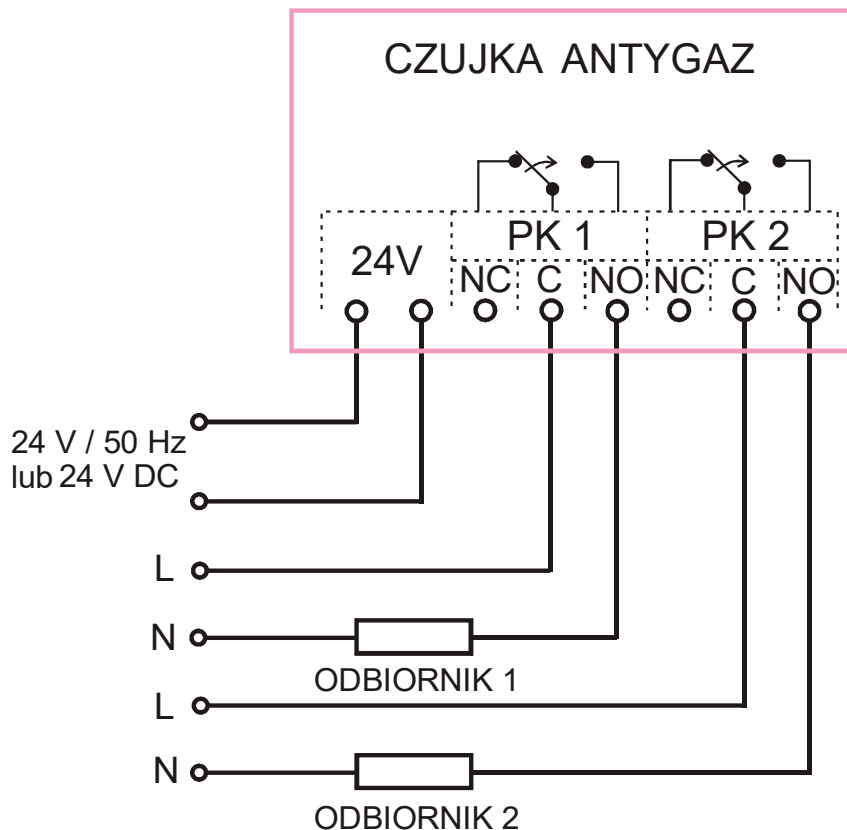 CZUJKA ANTYGAZ
24V
PK 1
PK 2
NC C NO NC C NO
24 V / 50 Hz
lub 24 V DC
L
N
ODBIORNIK 1
L
N
ODBIORNIK 2